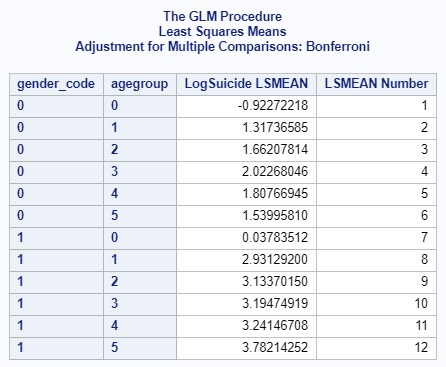 The GLM Procedure
Least Squares Means
Adjustment for Multiple Comparisons: Bonferroni
gender_code agegroup LogSuicide LSMEAN LSMEAN Number
0 0 -0.92272218 1
0 1 1.31736585 2
0 2 1.66207814 3
0 3 2.02268046 4
0 4 1.80766945 5
0 5 1.53995810 6
1 0 0.03783512 7
1 1 2.93129200 8
1 2 3.13370150 9
1 3 3.19474919 10
1 4 3.24146708 11
1 5 3.78214252 12